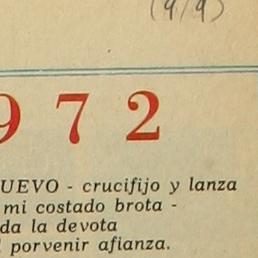 (9/9)
972
UEVO - crucifijo y lanza
mi costado brota -
da la devota
porvenir afianza.